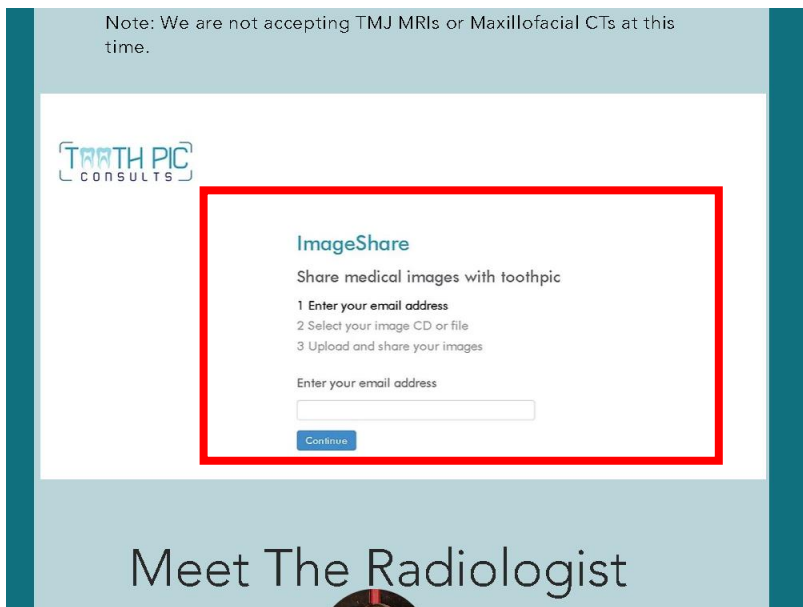 Note: We are not accepting TMJ MRIs or Maxillofacial CTs at this
time.
TOOTH PIC
CONSULTS
ImageShare
Share medical images with toothpic
1 Enter your email address
2 Select your image CD or file
3 Upload and share your images
Enter your email address
Continue
Meet The Radiologist